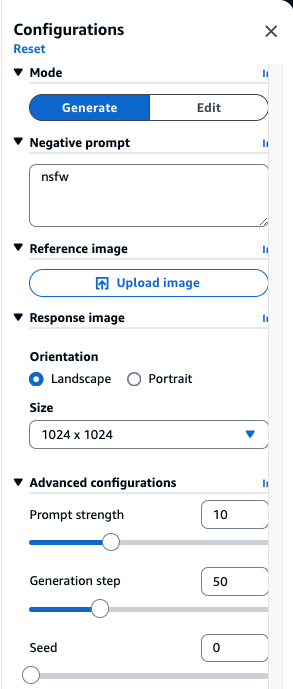 Configurations
Reset
Mode
Generate
Edit
Negative prompt
nsfw
Reference image
Upload image
Response image
Orientation
Landscape
Portrait
Size
1024 x 1024
Advanced configurations
Prompt strength
10
Generation step
50
Seed
0